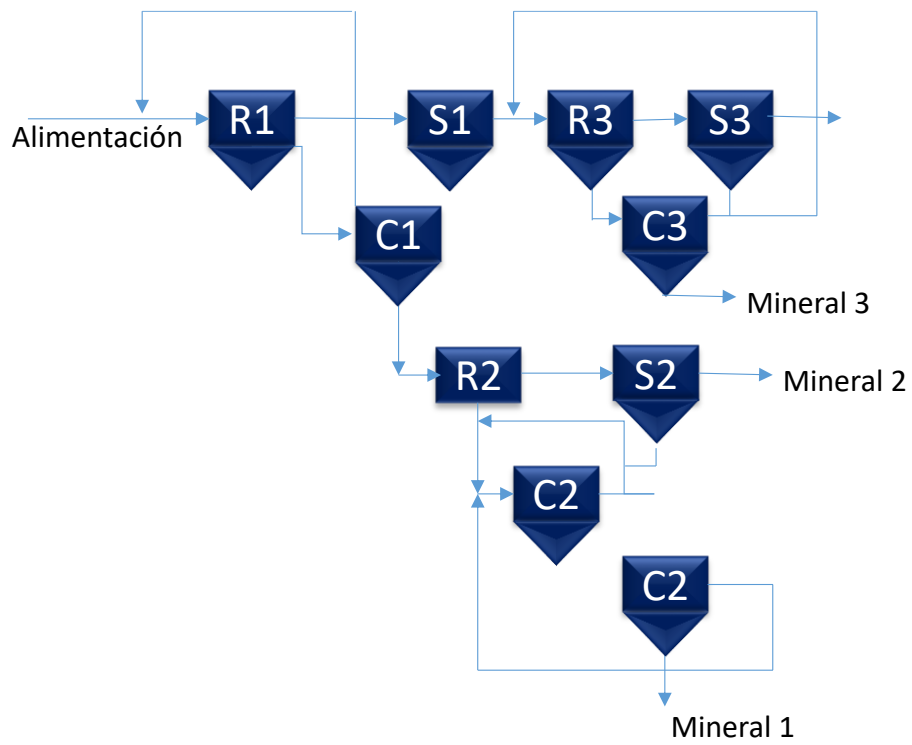 R1
S1
R3
S3
Alimentación
C1
C3
Mineral 3
R2
S2
Mineral 2
C2
C2
Mineral 1